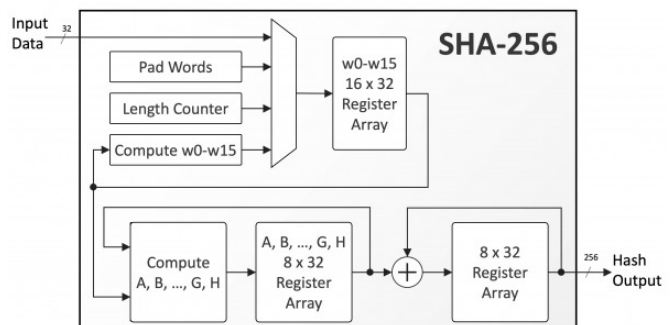 Input
Data
32
SHA-256
Pad Words
Length Counter
Compute w0-w15
w0-w15
16 x 32
Register
Array
Compute
A, B, ..., G, H
A, B, ..., G, H
8 x 32
Register
Array
+
8 x 32
Register
Array
256
Hash
Output